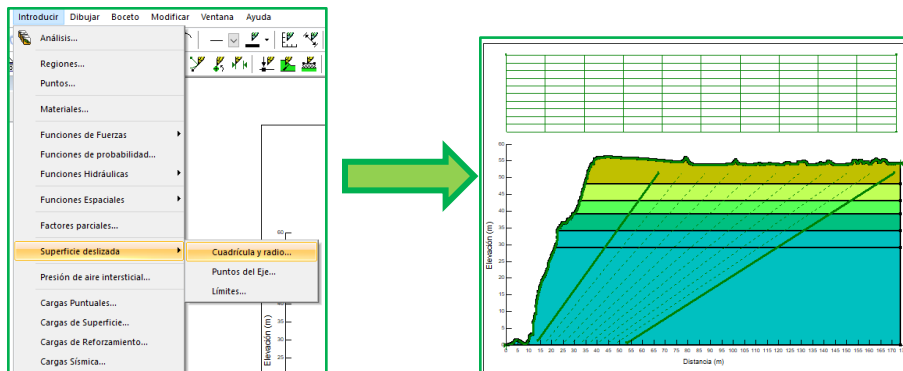 Introducir Dibujar Boceto Modificar Ventana Ayuda
Análisis...
Regiones...
Puntos...
Materiales...
Funciones de Fuerzas
Funciones de probabilidad...
Funciones Hidráulicas
Funciones Espaciales
Factores parciales...
Superficie deslizada
Presión de aire intersticial...
Cargas Puntuales...
Cargas de Superficie...
Cargas de Reforzamiento...
Cargas Sísmica...
Cuadrícula y radio...
Puntos del Eje...
Límites...
60
35
30
25
Elevación (m)
60
55
50
45
40
35
30
25
20
15
10
5
Elevación (m)
0 5 10 15 20 25 30 35 40 45 50 55 60 65 70 75 80 85 90 95 100 105 110 115 120 125 130 135 140 145 150 155 160 165 170
Distancia (m)